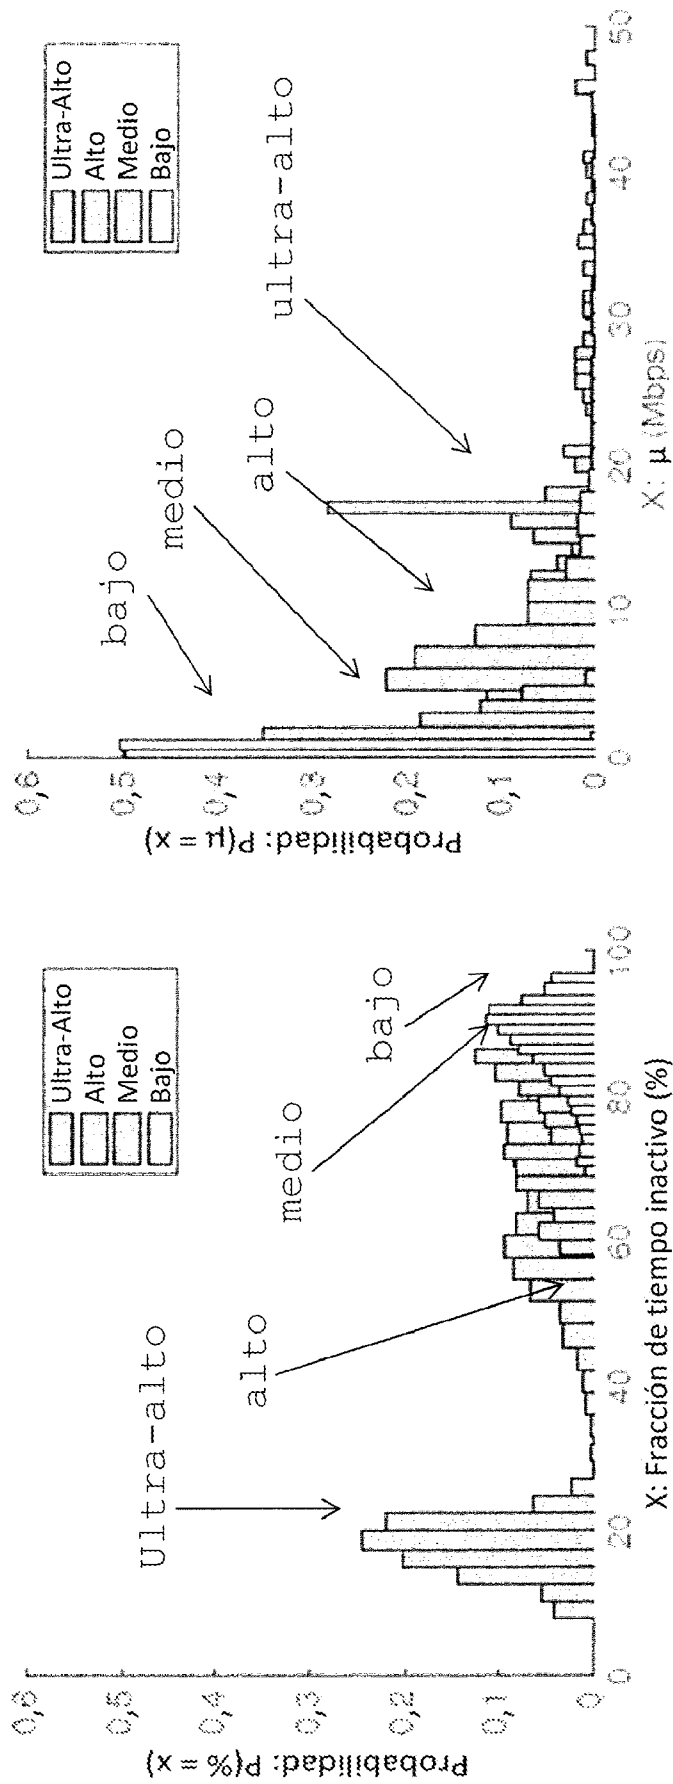 Probabilidad: P(% = x)
0,6
0,5
0,4
0,3
0,2
0,1
0
Ultra-alto
alto
medio
bajo
Ultra-Alto
Alto
Medio
Bajo
0
20
40
60
80
100
X: Fracción de tiempo inactivo (%)
Probabilidad: P(μ = x)
0,6
0,5
0,4
0,3
0,2
0,1
0
bajo
medio
alto
ultra-alto
Ultra-Alto
Alto
Medio
Bajo
0
10
20
30
40
50
X: μ (Mbps)